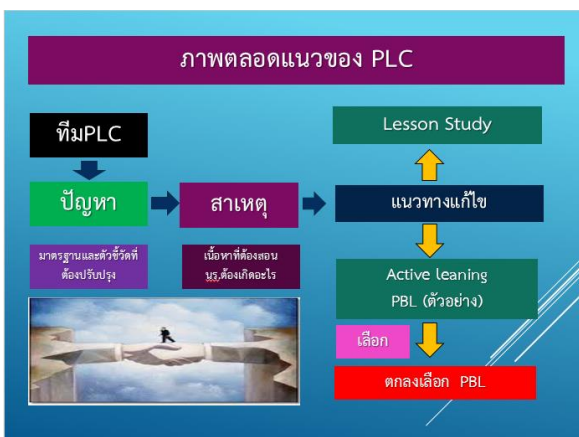 ภาพตลอดแนวของ PLC
ทีมPLC
ปัญหา
สาเหตุ
Lesson Study
แนวทางแก้ไข
มาตรฐานและตัวชี้วัดที่
ต้องปรับปรุง
เนื้อหาที่ต้องสอน
นร.ต้องเกิดอะไร
Active leaning
PBL (ตัวอย่าง)
เลือก
ตกลงเลือก PBL